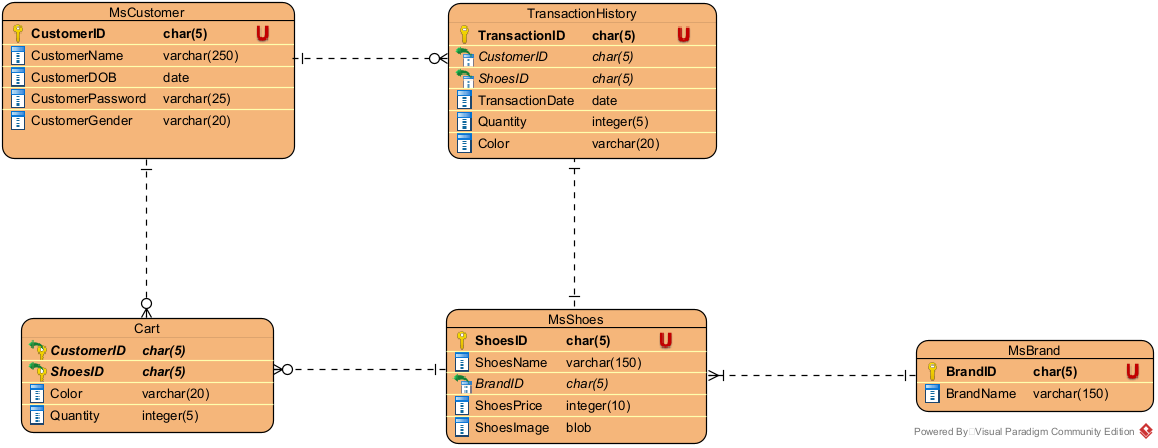 MsCustomer
CustomerID char(5) U
CustomerName varchar(250)
CustomerDOB date
CustomerPassword varchar(25)
CustomerGender varchar(20)
TransactionHistory
TransactionID char(5) U
CustomerID char(5)
ShoesID char(5)
TransactionDate date
Quantity integer(5)
Color varchar(20)
Cart
CustomerID char(5)
ShoesID char(5)
Color varchar(20)
Quantity integer(5)
MsShoes
ShoesID char(5) U
ShoesName varchar(150)
BrandID char(5)
ShoesPrice integer(10)
ShoesImage blob
MsBrand
BrandID char(5) U
BrandName varchar(150)
Powered By Visual Paradigm Community Edition